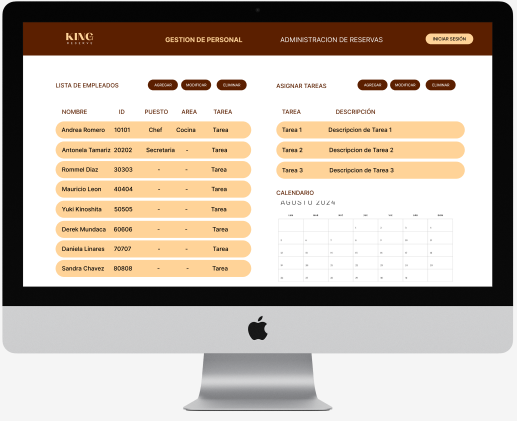 KING
RESERVE
GESTION DE PERSONAL
ADMINISTRACION DE RESERVAS
INICIAR SESIÓN
LISTA DE EMPLEADOS
AGREGAR MODIFICAR ELIMINAR
NOMBRE ID PUESTO AREA TAREA
Andrea Romero 10101 Chef Cocina Tarea
Antonela Tamariz 20202 Secretaria - Tarea
Rommel Diaz 30303 - - Tarea
Mauricio Leon 40404 - - Tarea
Yuki Kinoshita 50505 - - Tarea
Derek Mundaca 60606 - - Tarea
Daniela Linares 70707 - - Tarea
Sandra Chavez 80808 - - Tarea
ASIGNAR TAREAS
AGREGAR MODIFICAR ELIMINAR
TAREA DESCRIPCIÓN
Tarea 1 Descripcion de Tarea 1
Tarea 2 Descripcion de Tarea 2
Tarea 3 Descripcion de Tarea 3
CALENDARIO
AGOSTO 2024